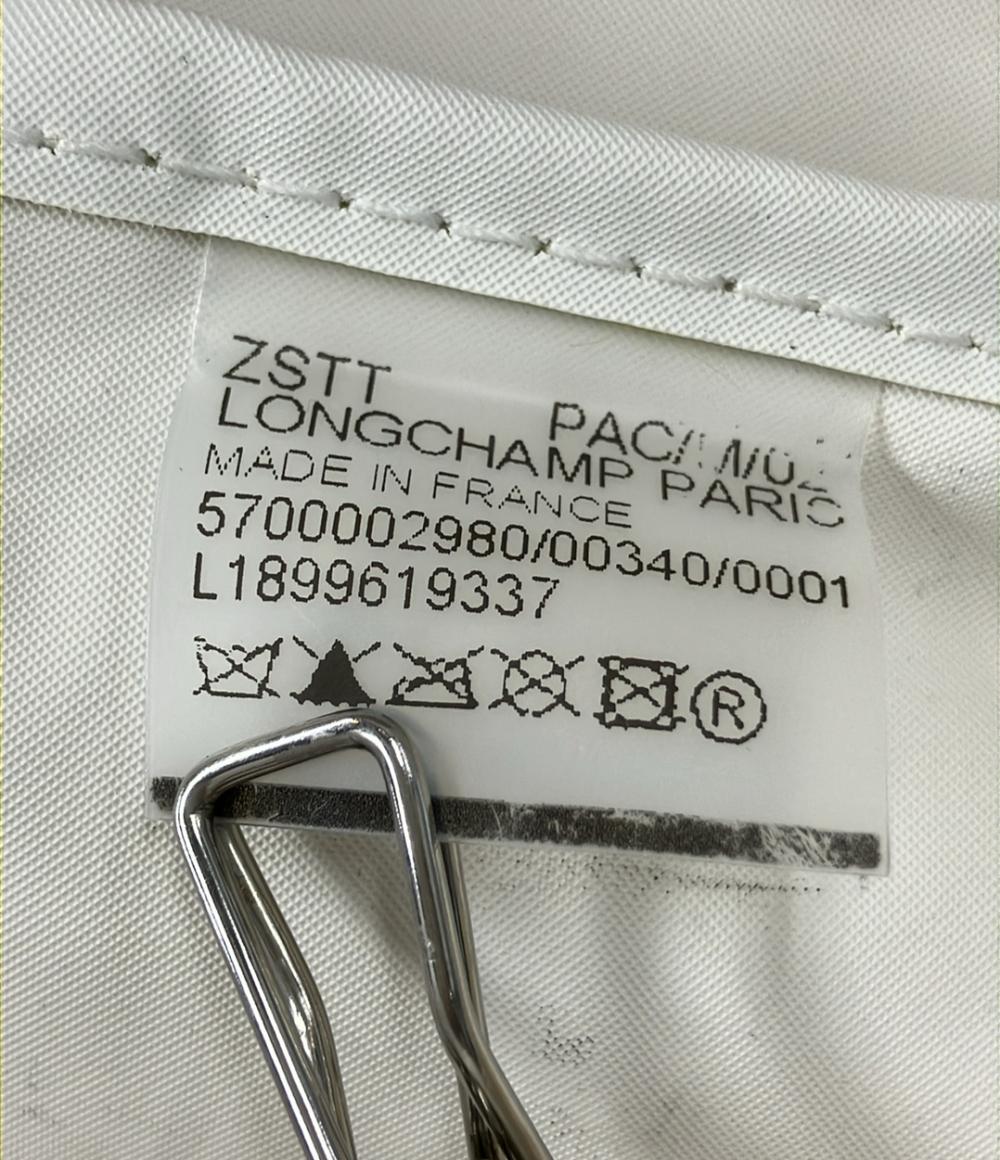 ZSTT
LONGCHAMP PARIS
MADE IN FRANCE
5700002980/00340/0001
L1899619337
R